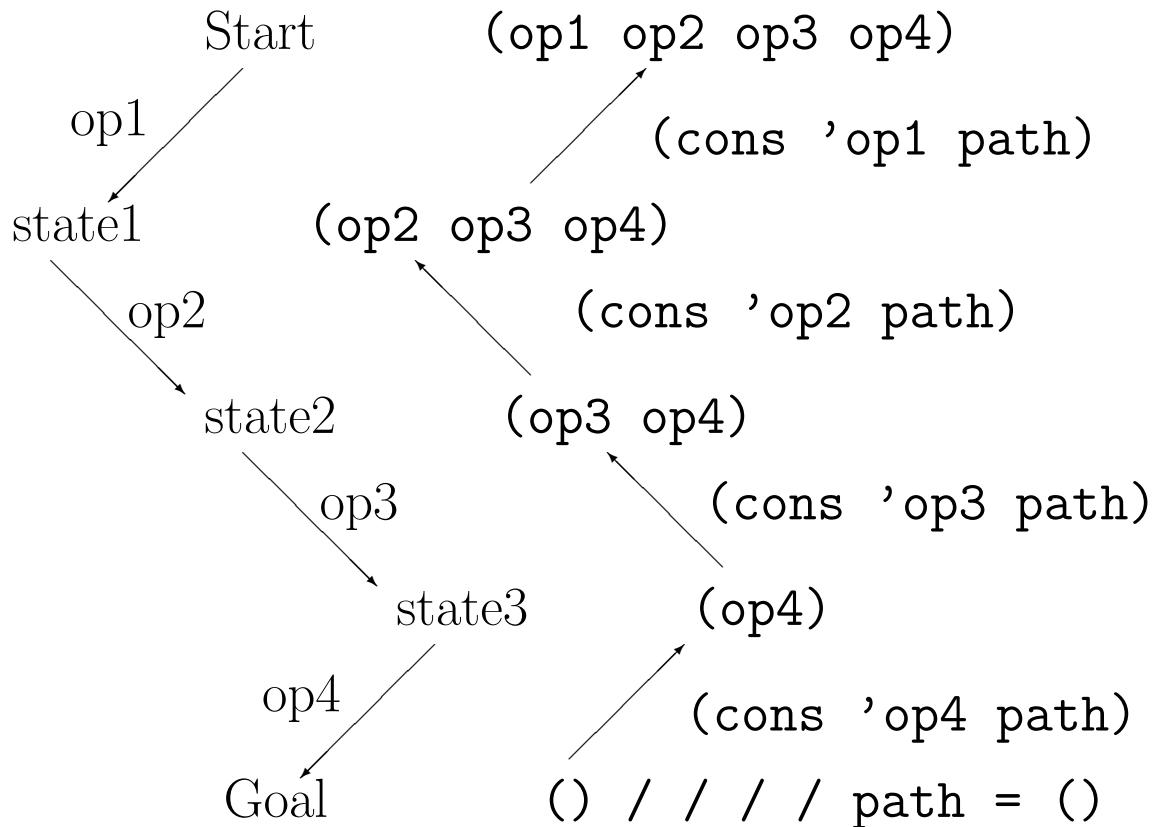 Start (op1 op2 op3 op4)
op1
(cons ’op1 path)
state1 (op2 op3 op4)
op2 (cons ’op2 path)
state2 (op3 op4)
op3 (cons ’op3 path)
state3 (op4)
op4 (cons ’op4 path)
Goal () / / / / path = ()